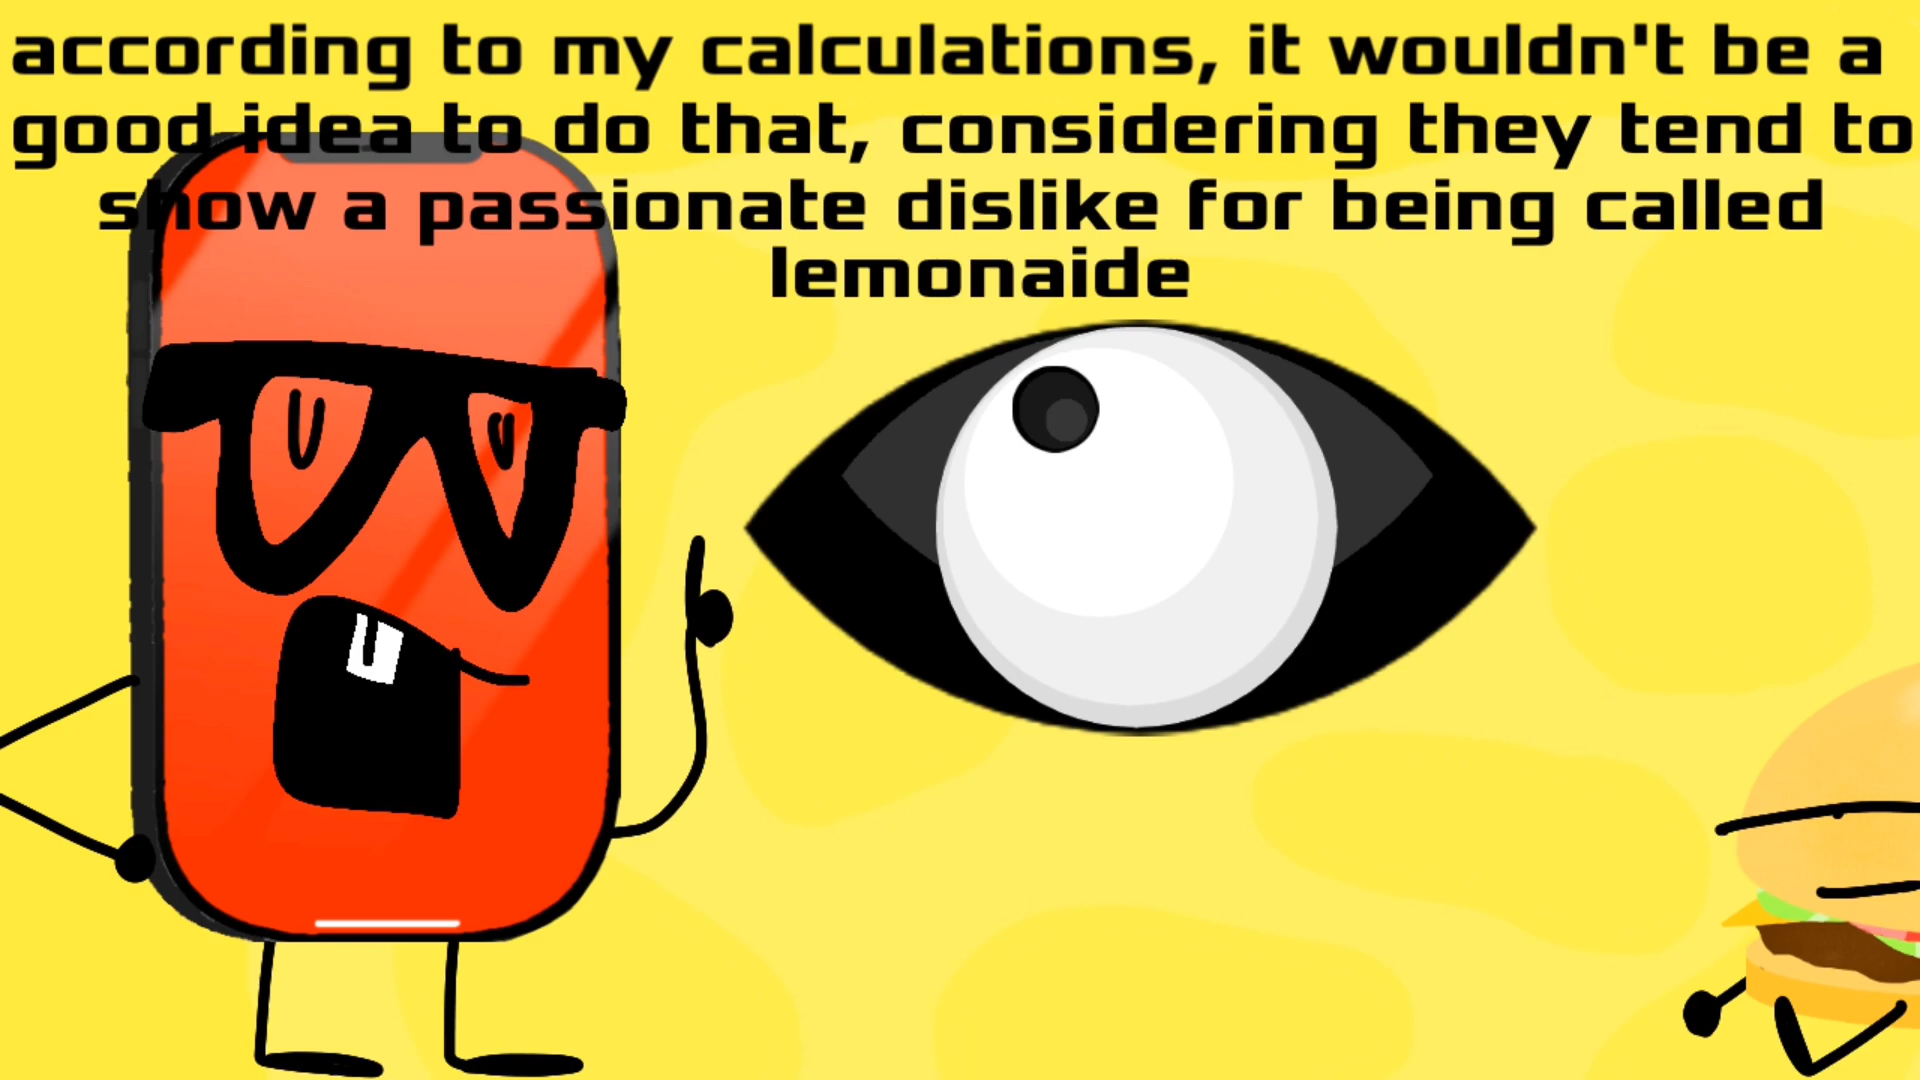 according to my calculations, it wouldn't be a
good idea to do that, considering they tend to
show a passionate dislike for being called
lemonaide